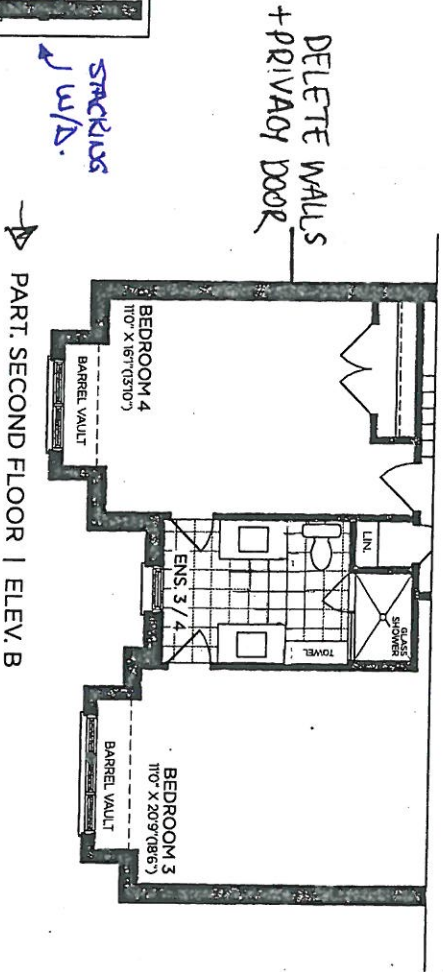 DELETE WALLS
+ PRIVACY DOOR
STACKING
W/D.
BEDROOM 4
11'0" X 16'1"(13'10")
BARREL VAULT
LIN.
GLASS
SHOWER
TOWEL
ENS. 3 / 4
BEDROOM 3
11'0" X 20'9"(18'6")
BARREL VAULT
PART. SECOND FLOOR | ELEV. B